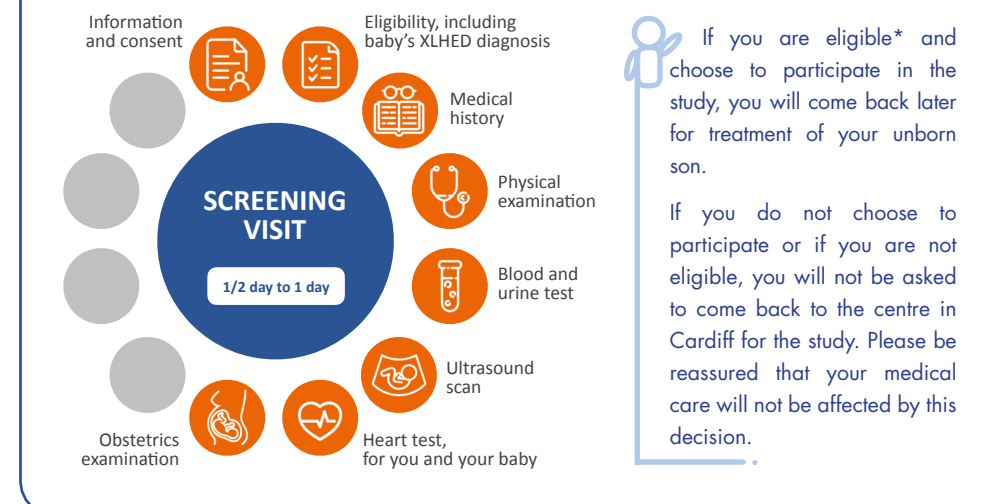 Information
and consent
Eligibility, including
baby's XLHED diagnosis
Medical
history
Physical
examination
Blood and
urine test
Ultrasound
scan
Heart test,
for you and your baby
Obstetrics
examination
SCREENING
VISIT
1/2 day to 1 day
If you are eligible* and
choose to participate in the
study, you will come back later
for treatment of your unborn
son.
If you do not choose to
participate or if you are not
eligible, you will not be asked
to come back to the centre in
Cardiff for the study. Please be
reassured that your medical
care will not be affected by this
decision.